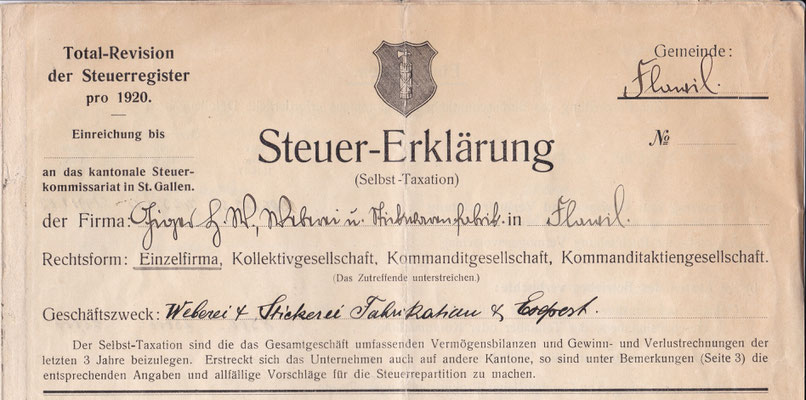 Total-Revision
der Steuerregister
pro 1920.
Einreichung bis
an das kantonale Steuer-
kommissariat in St. Gallen.
Gemeinde:
Flawil.
№
Steuer-Erklärung
(Selbst-Taxation)
der Firma: Giger H. W., Weberei u. Stickwarenfabrik. in Flawil.
Rechtsform: Einzelfirma, Kollektivgesellschaft, Kommanditgesellschaft, Kommanditaktiengesellschaft.
(Das Zutreffende unterstreichen.)
Geschäftszweck: Weberei & Stickerei Fabrikation & Export.
Der Selbst-Taxation sind die das Gesamtgeschäft umfassenden Vermögensbilanzen und Gewinn- und Verlustrechnungen der
letzten 3 Jahre beizulegen. Erstreckt sich das Unternehmen auch auf andere Kantone, so sind unter Bemerkungen (Seite 3) die
entsprechenden Angaben und allfällige Vorschläge für die Steuerrepartition zu machen.